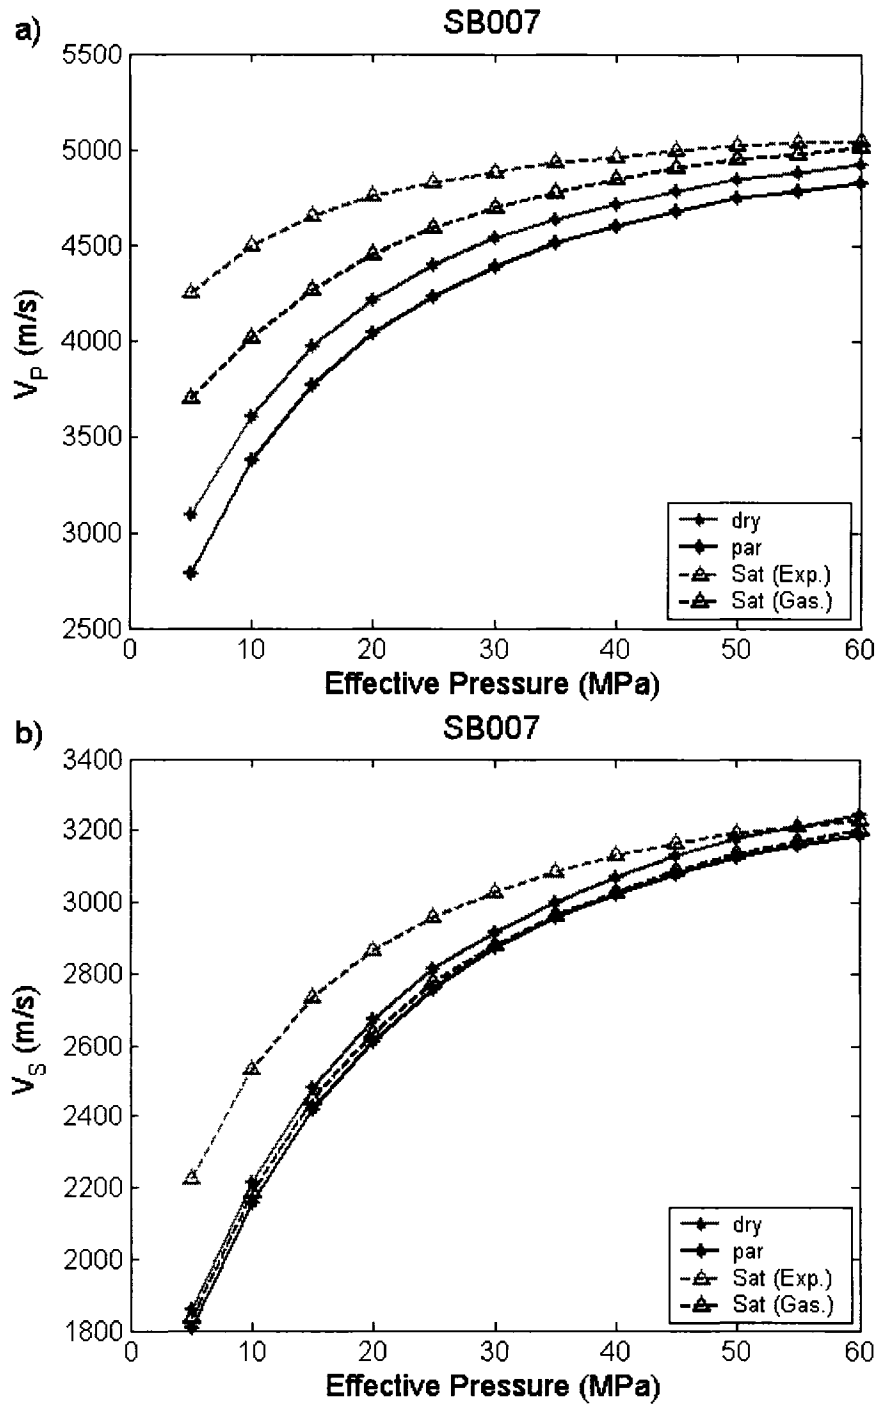 a)
SB007
5500
5000
4500
4000
3500
3000
2500
V_P (m/s)
dry
par
Sat (Exp.)
Sat (Gas.)
0 10 20 30 40 50 60
Effective Pressure (MPa)
b)
SB007
3400
3200
3000
2800
2600
2400
2200
2000
1800
V_S (m/s)
dry
par
Sat (Exp.)
Sat (Gas.)
0 10 20 30 40 50 60
Effective Pressure (MPa)